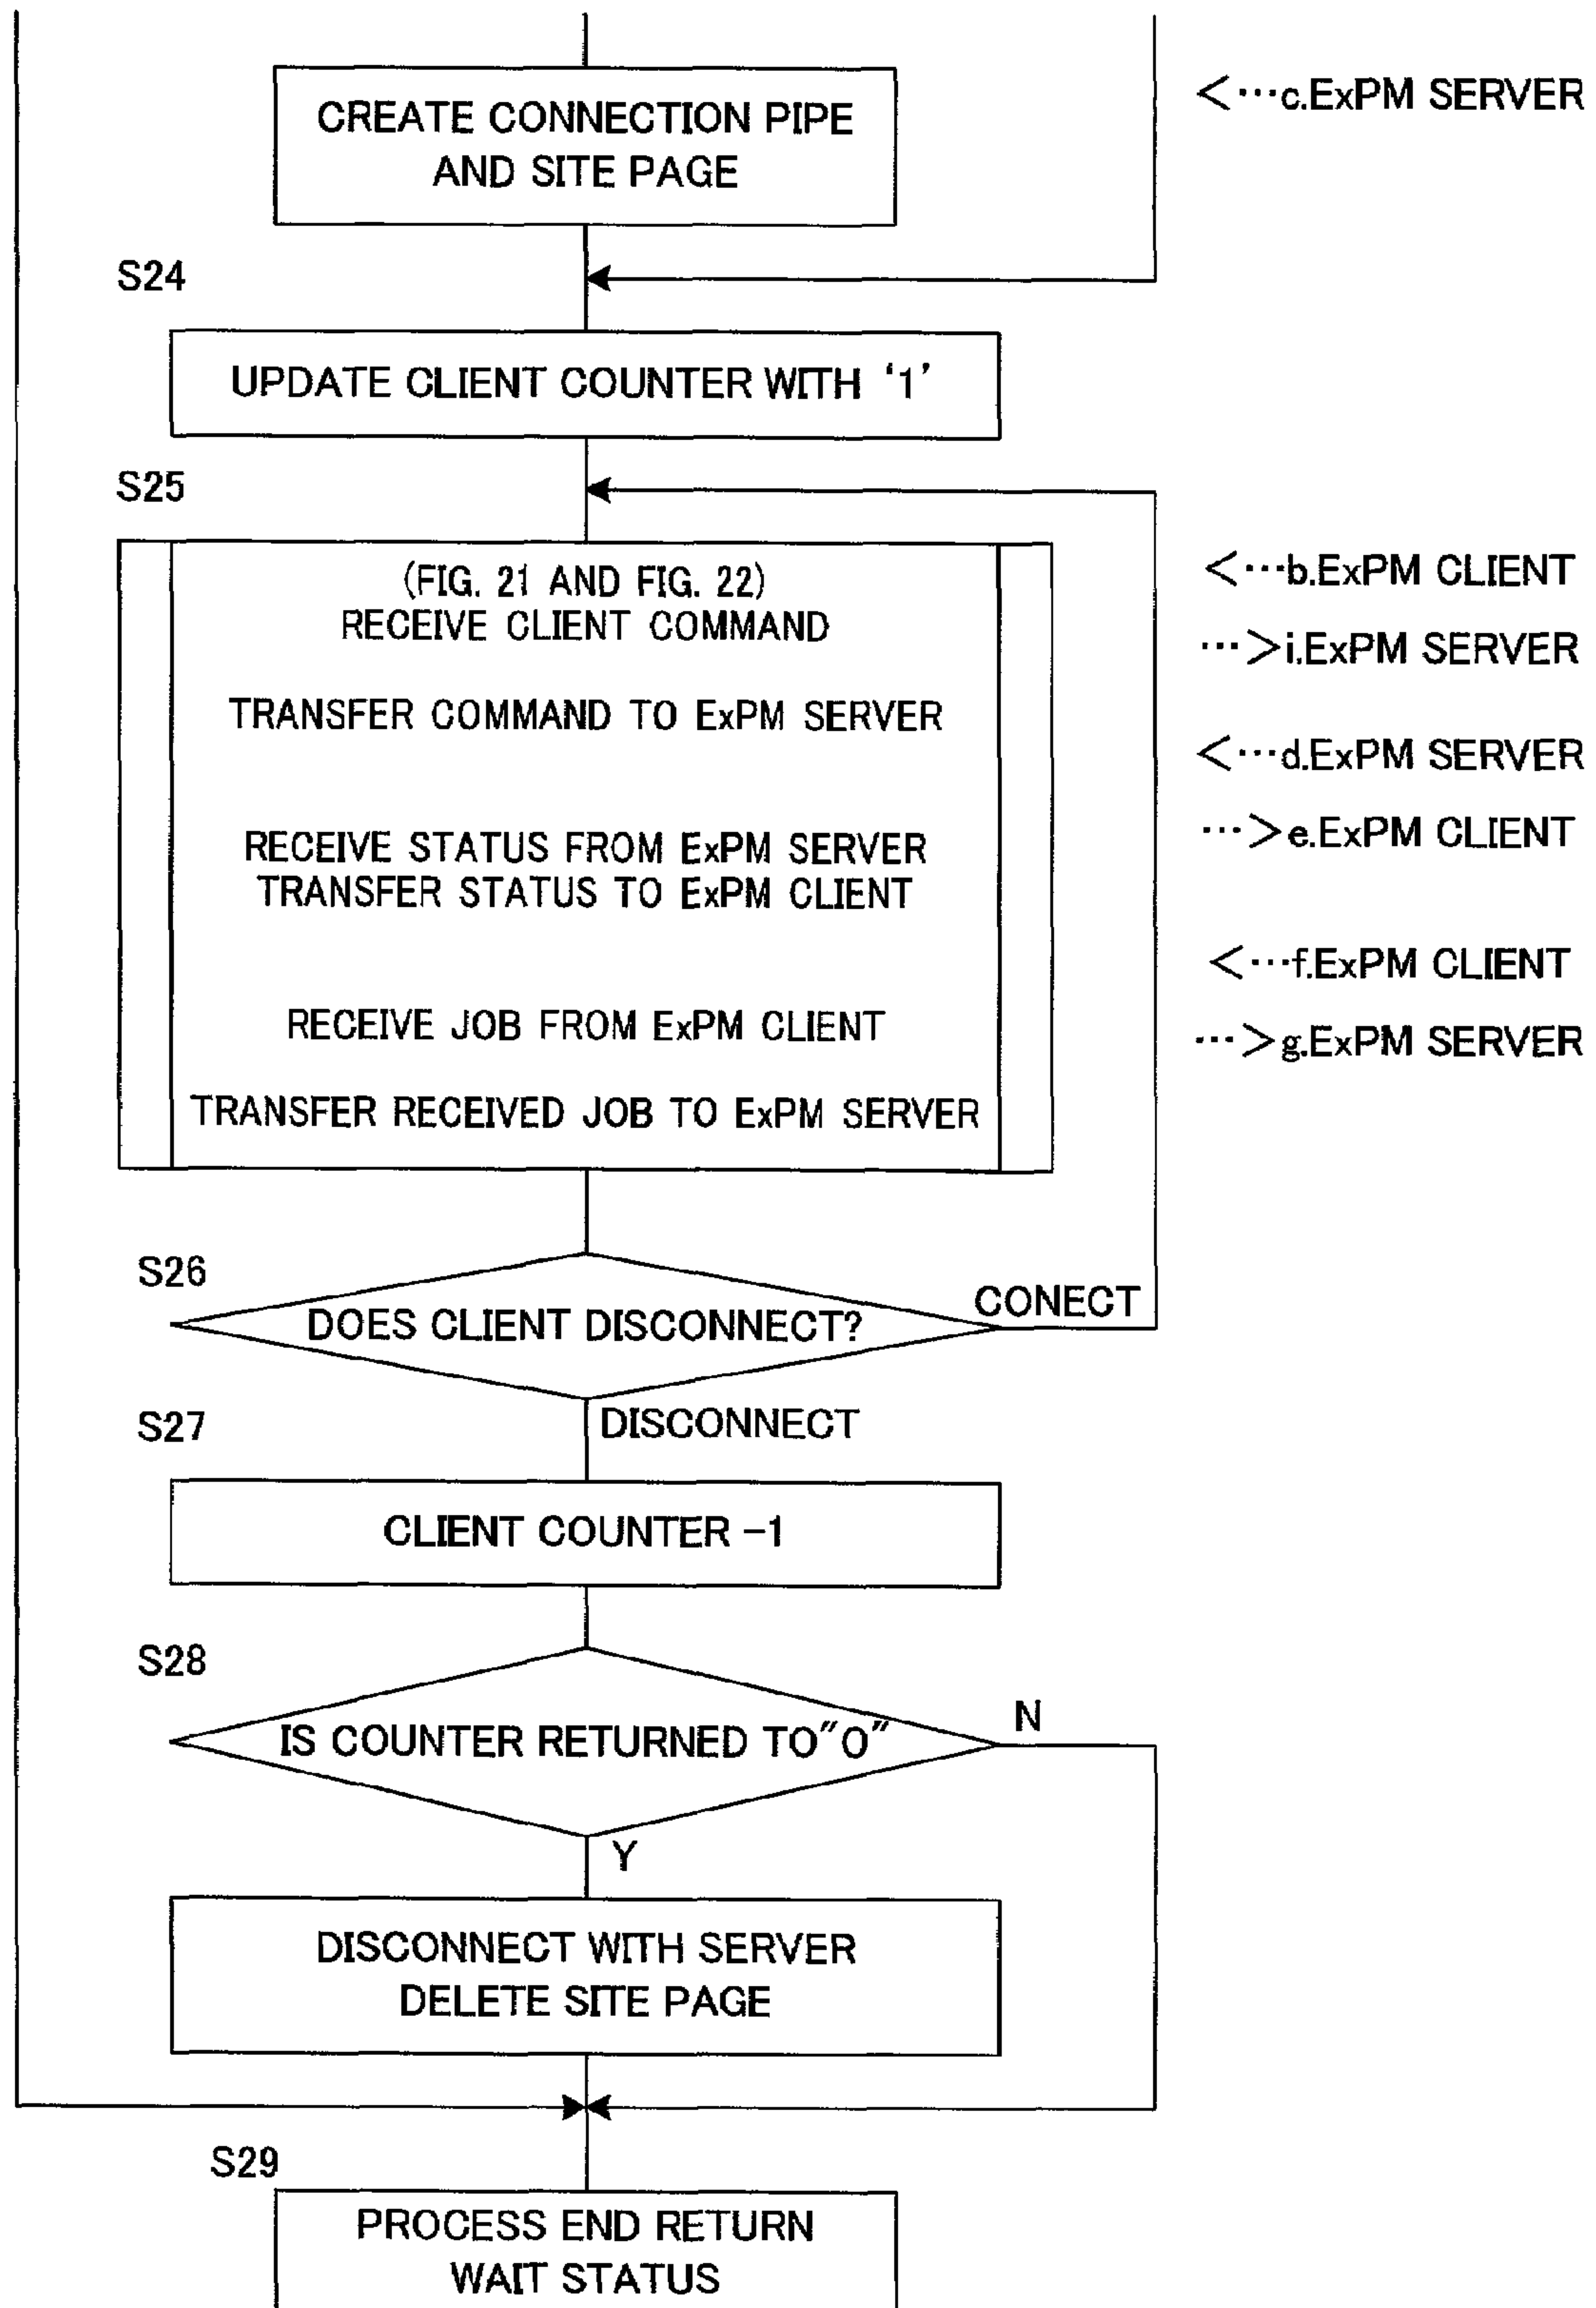 <···c.ExPM SERVER
CREATE CONNECTION PIPE
AND SITE PAGE
S24
UPDATE CLIENT COUNTER WITH ‘1’
S25
(FIG. 21 AND FIG. 22)
<···b.ExPM CLIENT
RECEIVE CLIENT COMMAND
···>i.ExPM SERVER
TRANSFER COMMAND TO ExPM SERVER
<···d.ExPM SERVER
RECEIVE STATUS FROM ExPM SERVER
···>e.ExPM CLIENT
TRANSFER STATUS TO ExPM CLIENT
<···f.ExPM CLIENT
RECEIVE JOB FROM ExPM CLIENT
···>g.ExPM SERVER
TRANSFER RECEIVED JOB TO ExPM SERVER
S26
DOES CLIENT DISCONNECT?
CONECT
S27
DISCONNECT
CLIENT COUNTER -1
S28
IS COUNTER RETURNED TO"0"
N
Y
DISCONNECT WITH SERVER
DELETE SITE PAGE
S29
PROCESS END RETURN
WAIT STATUS